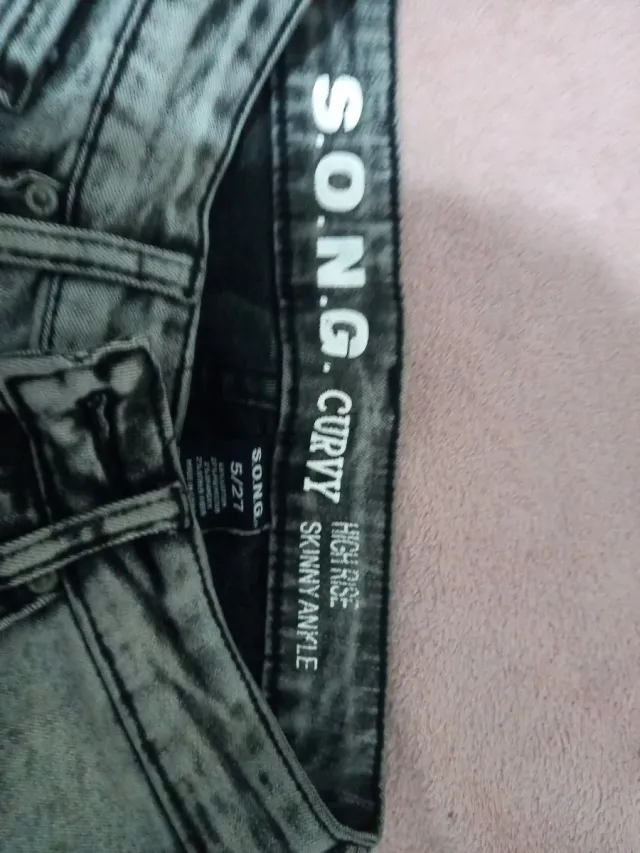 S.O.N.G. CURVY
HIGH RISE
SKINNY ANKLE
S.O.N.G.
5/27